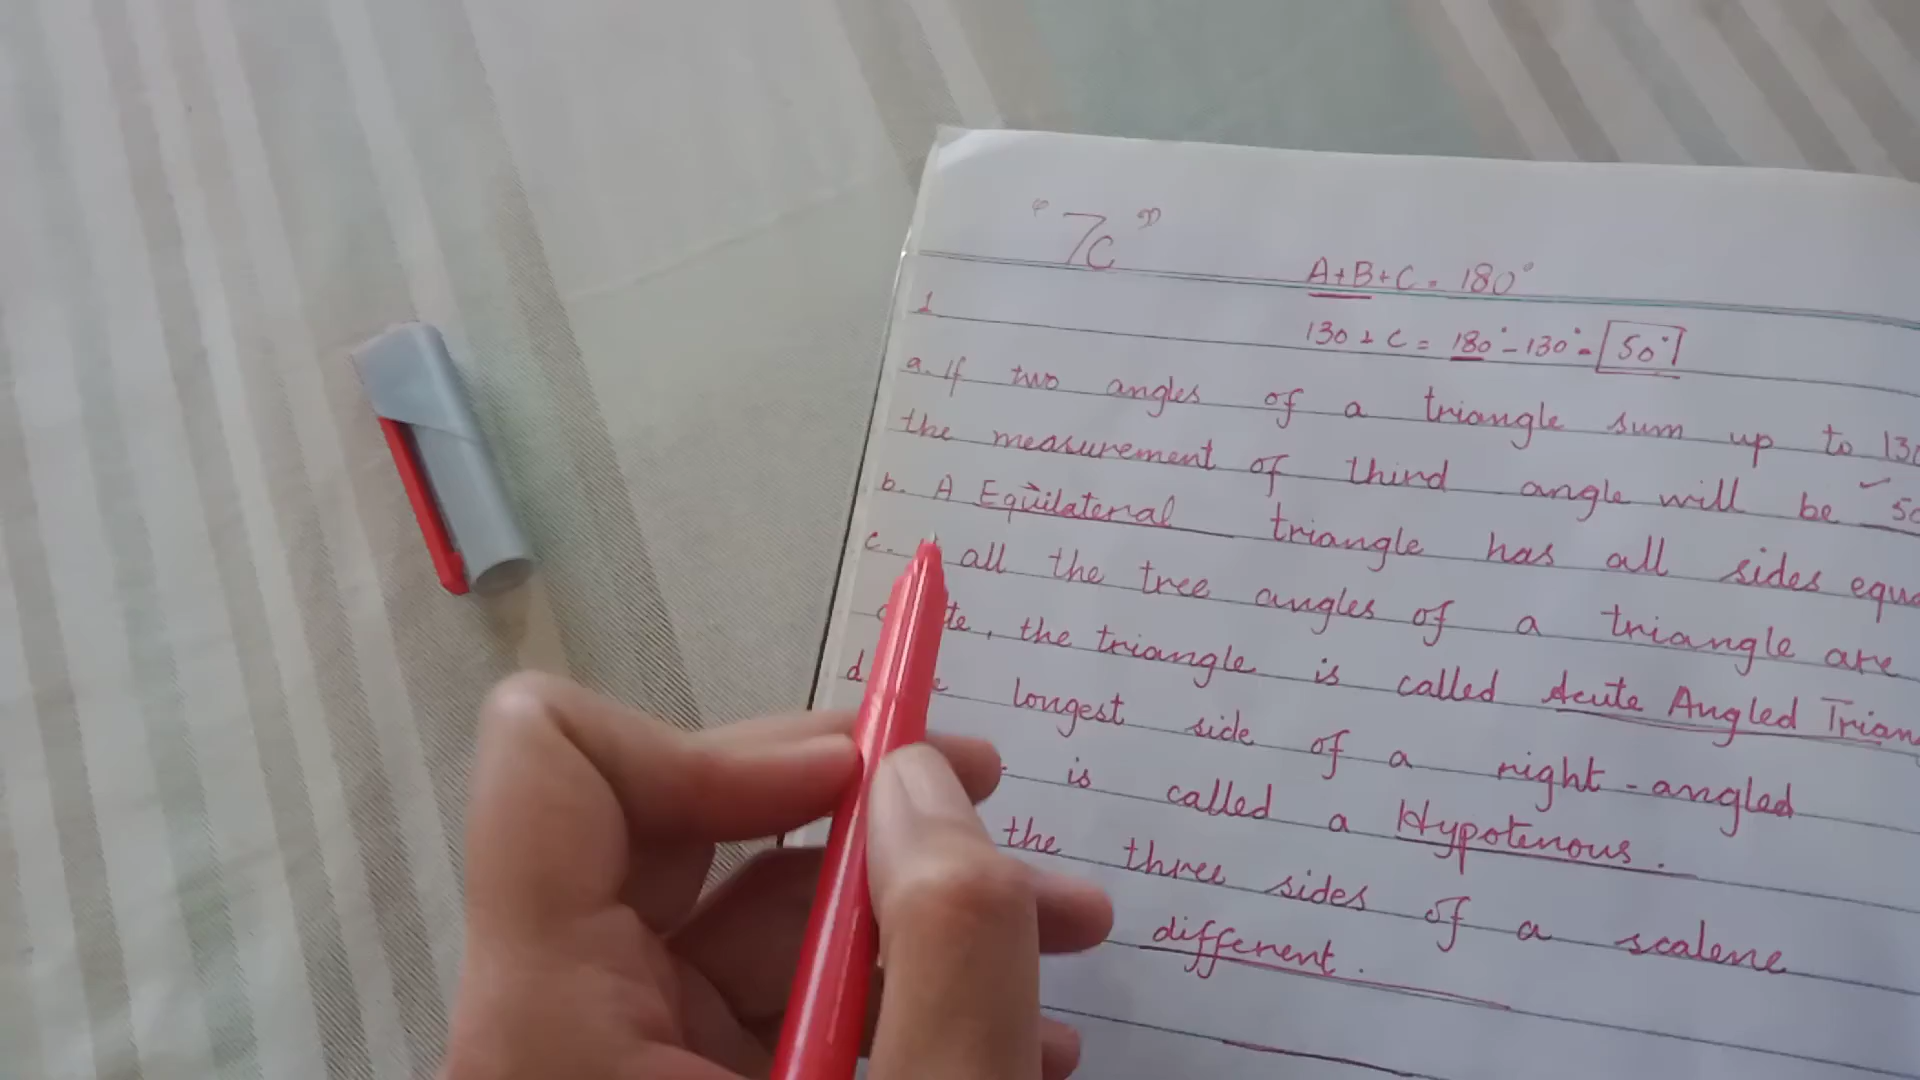 "7C"
A+B+C = 180°
1
130 + C = 180° - 130° = 50°
a. If two angles of a triangle sum up to
the measurement of third angle will be
b. A Equilateral triangle has all sides
c. all the tree angles of a triangle are
the triangle is called Acute Angled
d. longest side of a right-angled
is called a Hypotenous.
the three sides of a scalene
different.